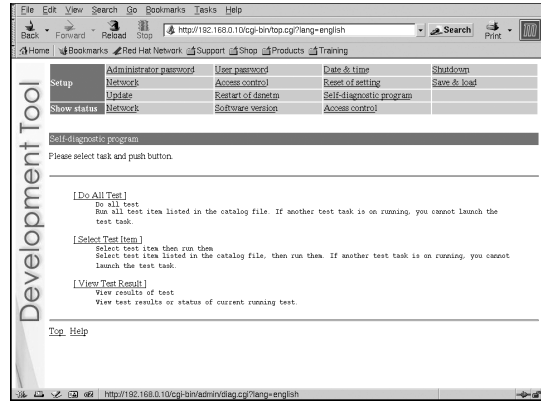 File Edit View Search Go Bookmarks Tasks Help
Back Forward Reload Stop http://192.168.0.10/cgi-bin/top.cgi?lang=english Search Print
Home Bookmarks Red Hat Network Support Shop Products Training
Development Tool
Setup Administrator password User password Date & time Shutdown
Network Access control Reset of setting Save & load
Update Restart of dsnetm Self-diagnostic program
Show status Network Software version Access control
Self-diagnostic program
Please select task and push button.
[ Do All Test ]
Do all test
Run all test item listed in the catalog file. If another test task is on running, you cannot launch the
test task.
[ Select Test Item ]
Select test item then run them
Select test item listed in the catalog file, then run them. If another test task is on running, you cannot
launch the test task.
[ View Test Result ]
View results of test
View test results or status of current running test.
Top Help
http://192.168.0.10/cgi-bin/admin/diag.cgi?lang=english